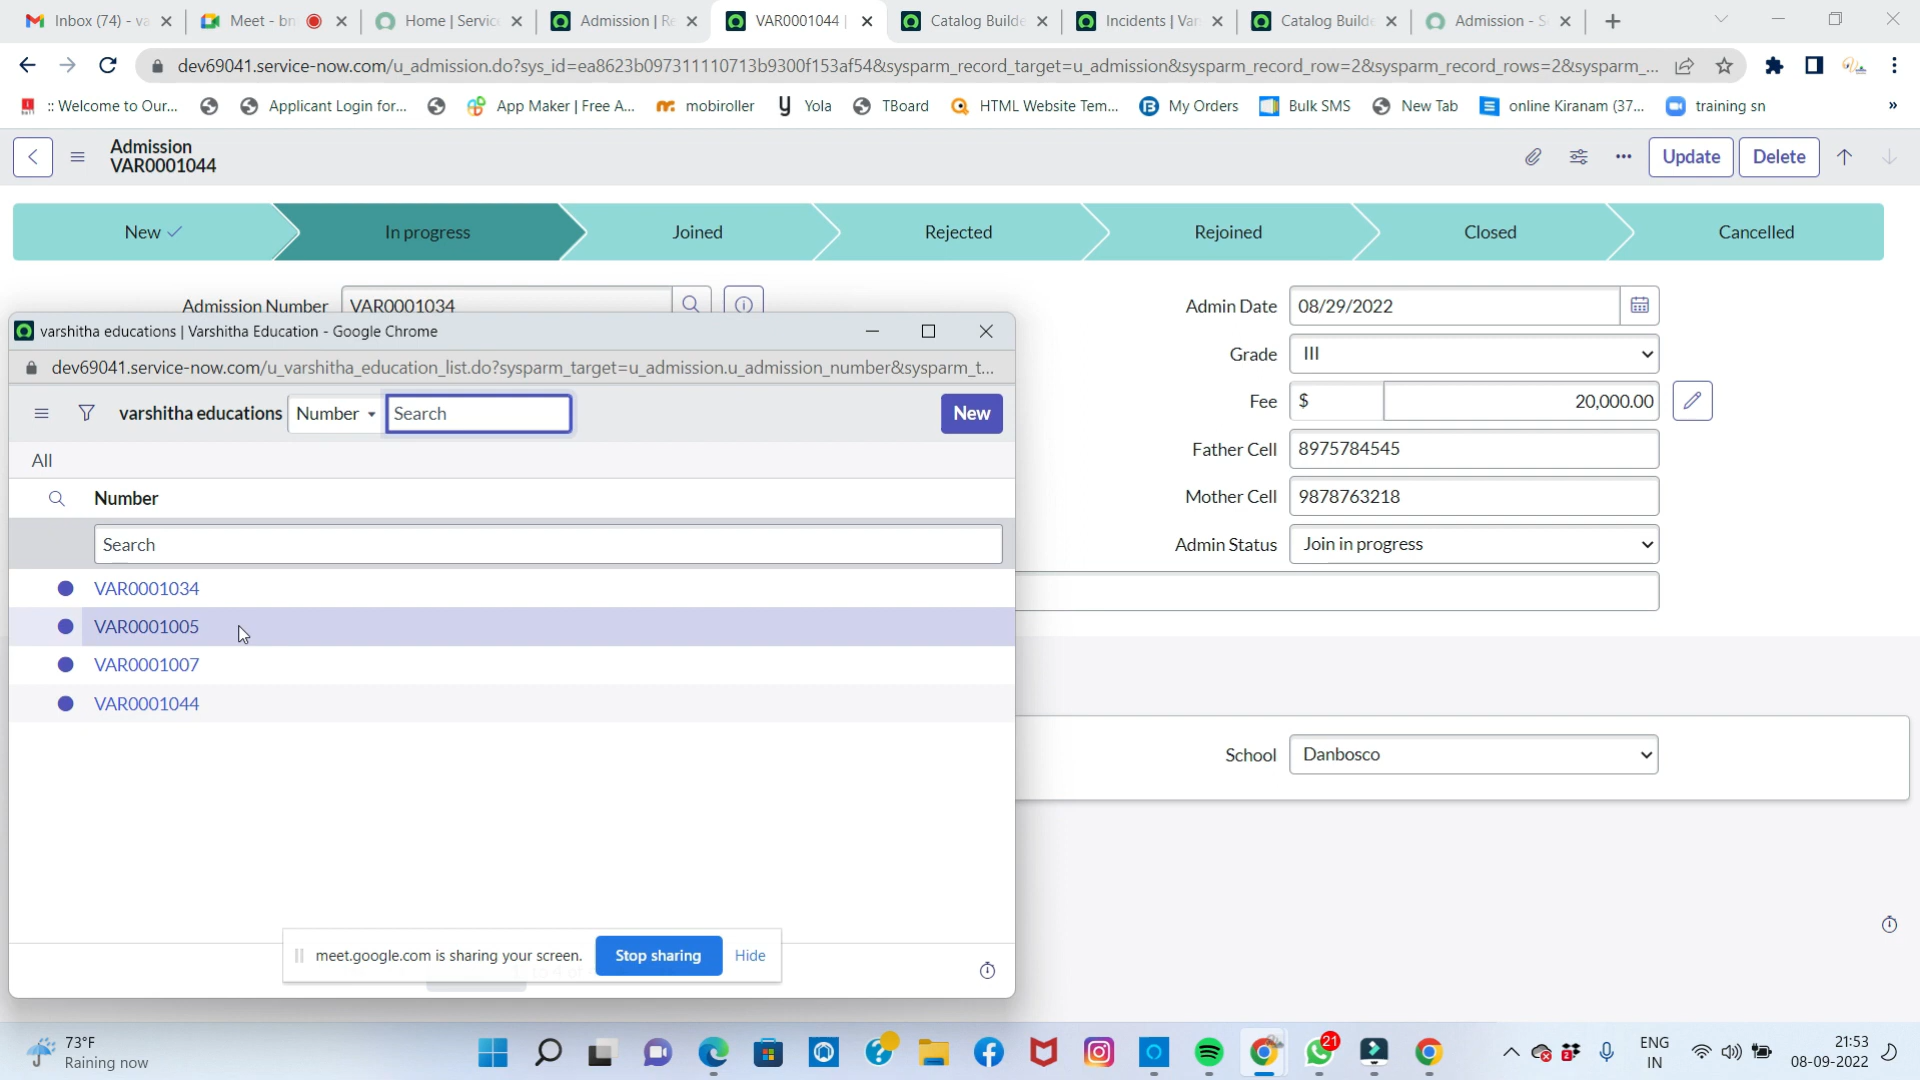 Inbox (74) - va
Meet - bn
Home | Service
Admission | Re
VAR0001044 |
Catalog Builde
Incidents | Var
Catalog Builde
Admission - S
dev69041.service-now.com/u_admission.do?sys_id=ea8623b097311110713b9300f153af54&sysparm_record_target=u_admission&sysparm_record_row=2&sysparm_record_rows=2&sysparm_...
:: Welcome to Our...
Applicant Login for...
App Maker | Free A...
mobiroller
Yola
TBoard
HTML Website Tem...
My Orders
Bulk SMS
New Tab
online Kiranam (37...
training sn
»
Admission
VAR0001044
Update
Delete
New
In progress
Joined
Rejected
Rejoined
Closed
Cancelled
Admission Number VAR0001034
Admin Date 08/29/2022
Grade III
Fee $ 20,000.00
Father Cell 8975784545
Mother Cell 9878763218
Admin Status Join in progress
School Danbosco
varshitha educations | Varshitha Education - Google Chrome
dev69041.service-now.com/u_varshitha_education_list.do?sysparm_target=u_admission.u_admission_number&sysparm_t...
varshitha educations Number Search New
All
Number
Search
VAR0001034
VAR0001005
VAR0001007
VAR0001044
meet.google.com is sharing your screen. Stop sharing Hide
73°F
Raining now
21
ENG
IN
21:53
08-09-2022